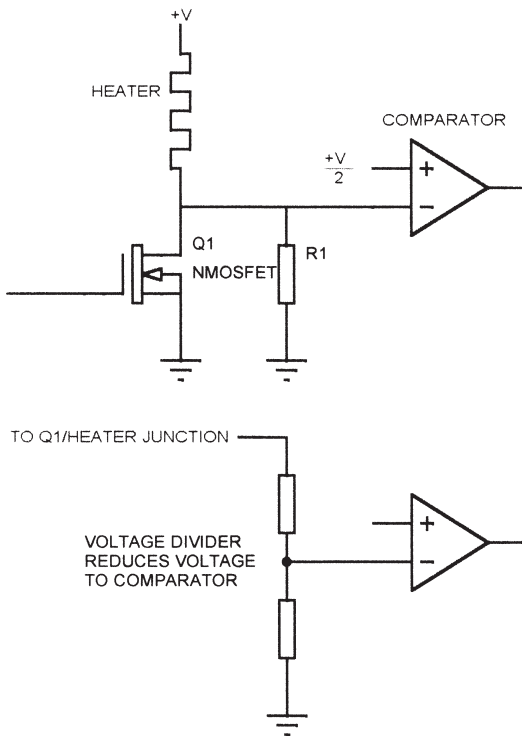 +V
HEATER
COMPARATOR
+V
2
+
−
Q1
NMOSFET
R1
TO Q1/HEATER JUNCTION
+
−
VOLTAGE DIVIDER
REDUCES VOLTAGE
TO COMPARATOR